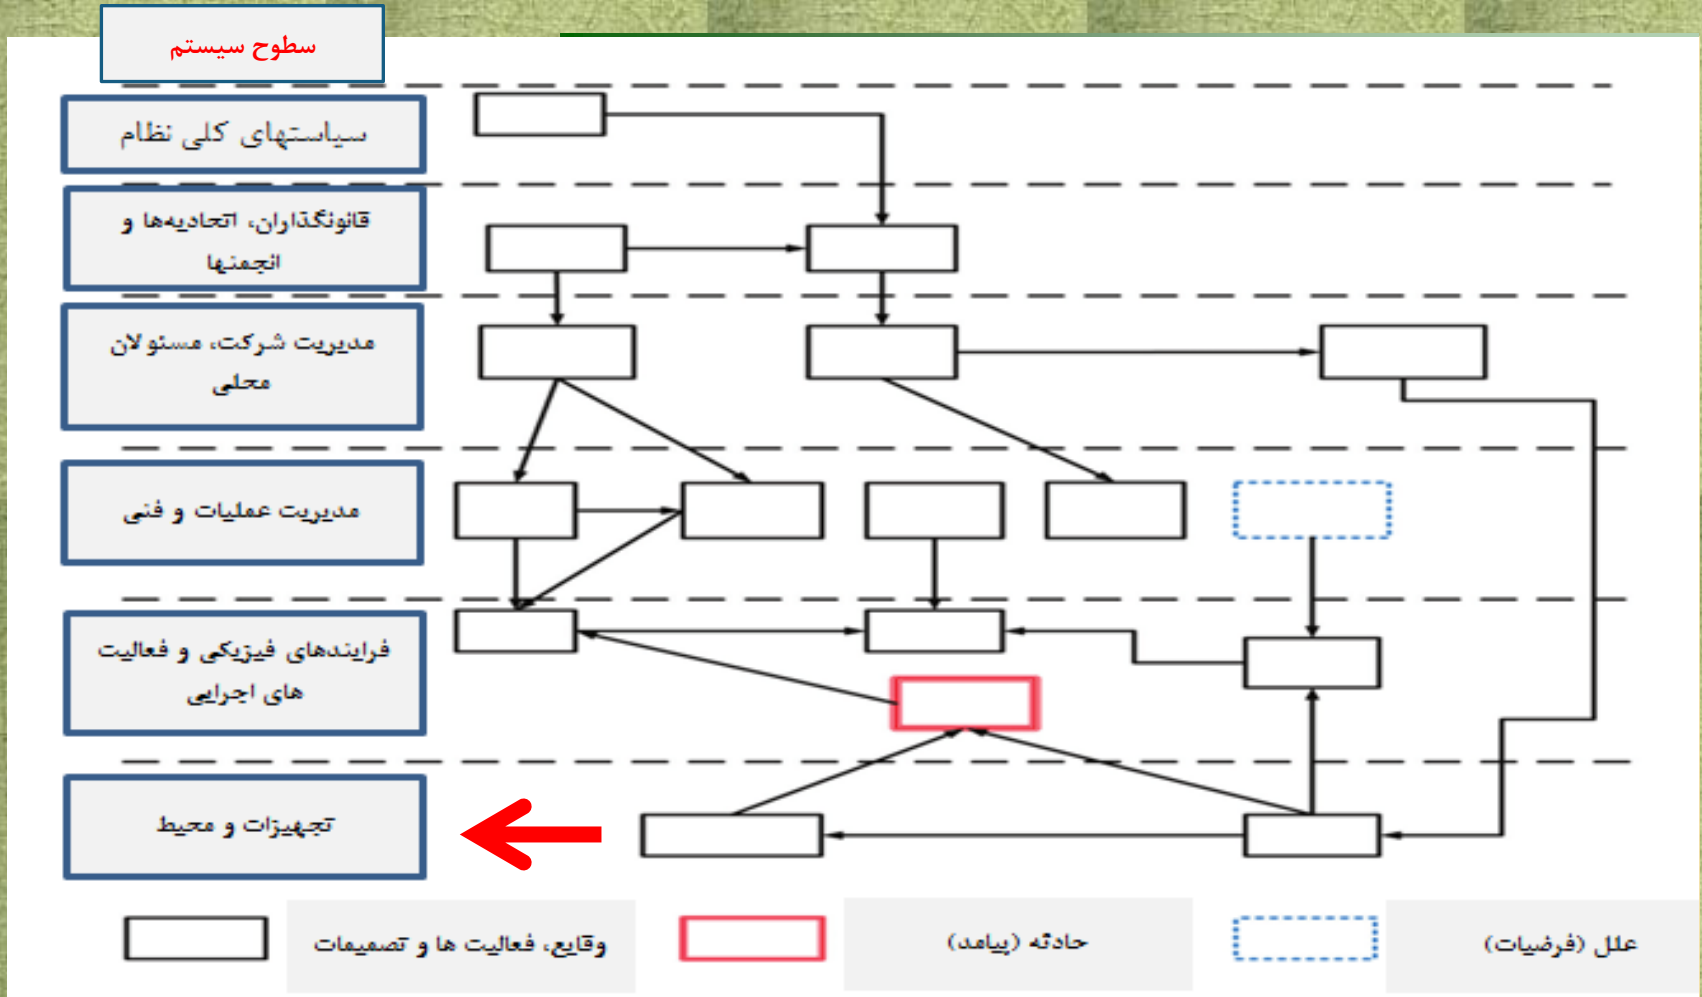 سطوح سیستم
سیاستهای کلی نظام
قانونگذاران، اتحادیه‌ها و
انجمنها
مدیریت شرکت، مسئولان
محلی
مدیریت عملیات و فنی
فرایندهای فیزیکی و فعالیت
های اجرایی
تجهیزات و محیط
وقایع، فعالیت ها و تصمیمات
حادثه (پیامد)
علل (فرضیات)